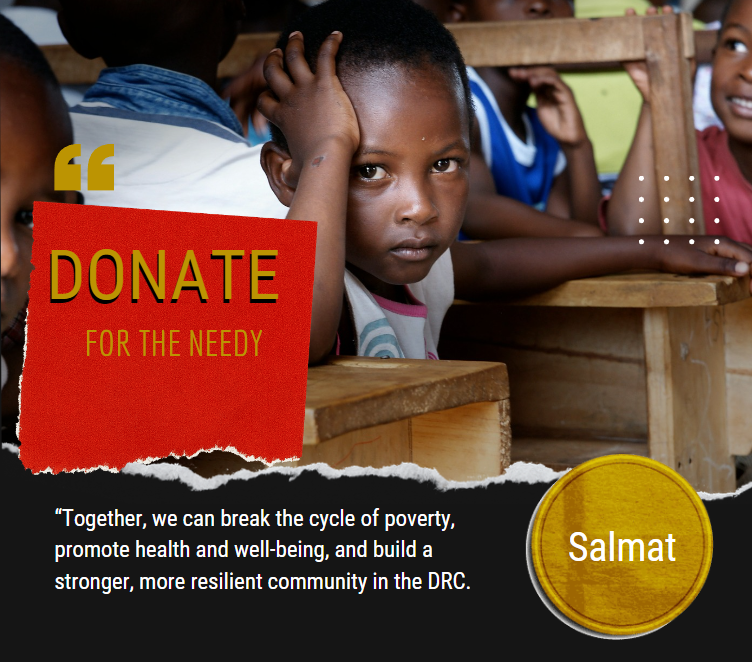 “
DONATE
FOR THE NEEDY
“Together, we can break the cycle of poverty,
promote health and well-being, and build a
stronger, more resilient community in the DRC.
Salmat